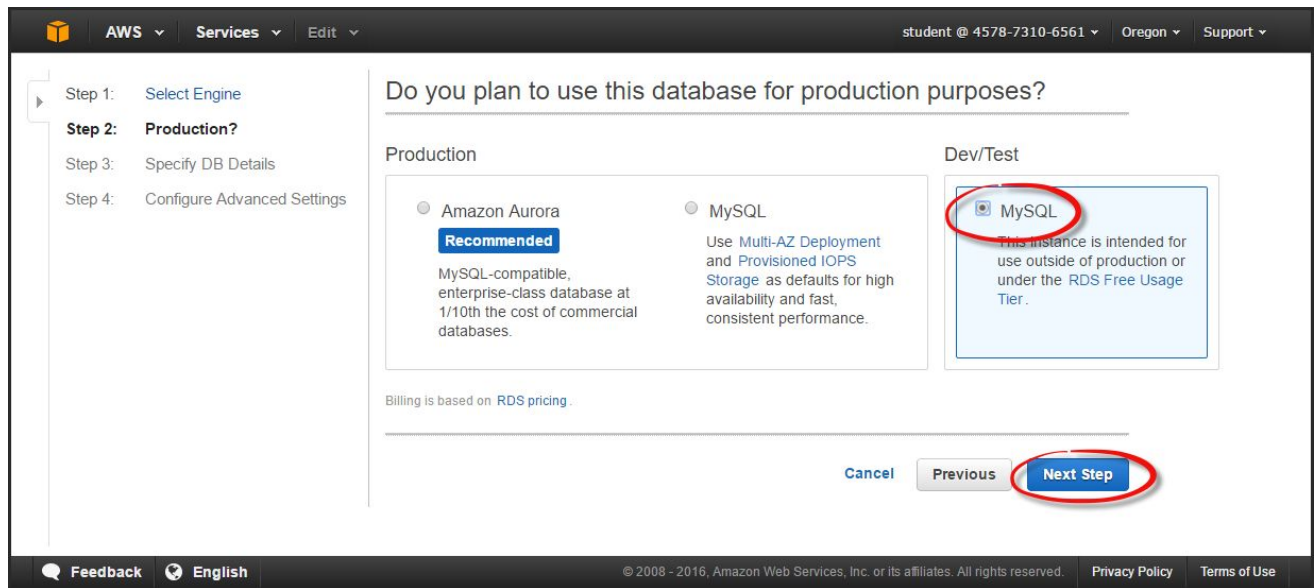 AWS Services Edit student @ 4578-7310-6561 Oregon Support
Step 1: Select Engine
Step 2: Production?
Step 3: Specify DB Details
Step 4: Configure Advanced Settings
Do you plan to use this database for production purposes?
Production
Amazon Aurora
Recommended
MySQL-compatible,
enterprise-class database at
1/10th the cost of commercial
databases.
MySQL
Use Multi-AZ Deployment
and Provisioned IOPS
Storage as defaults for high
availability and fast,
consistent performance.
Dev/Test
MySQL
This instance is intended for
use outside of production or
under the RDS Free Usage
Tier.
Billing is based on RDS pricing.
Cancel Previous Next Step
Feedback English © 2008 - 2016, Amazon Web Services, Inc. or its affiliates. All rights reserved. Privacy Policy Terms of Use